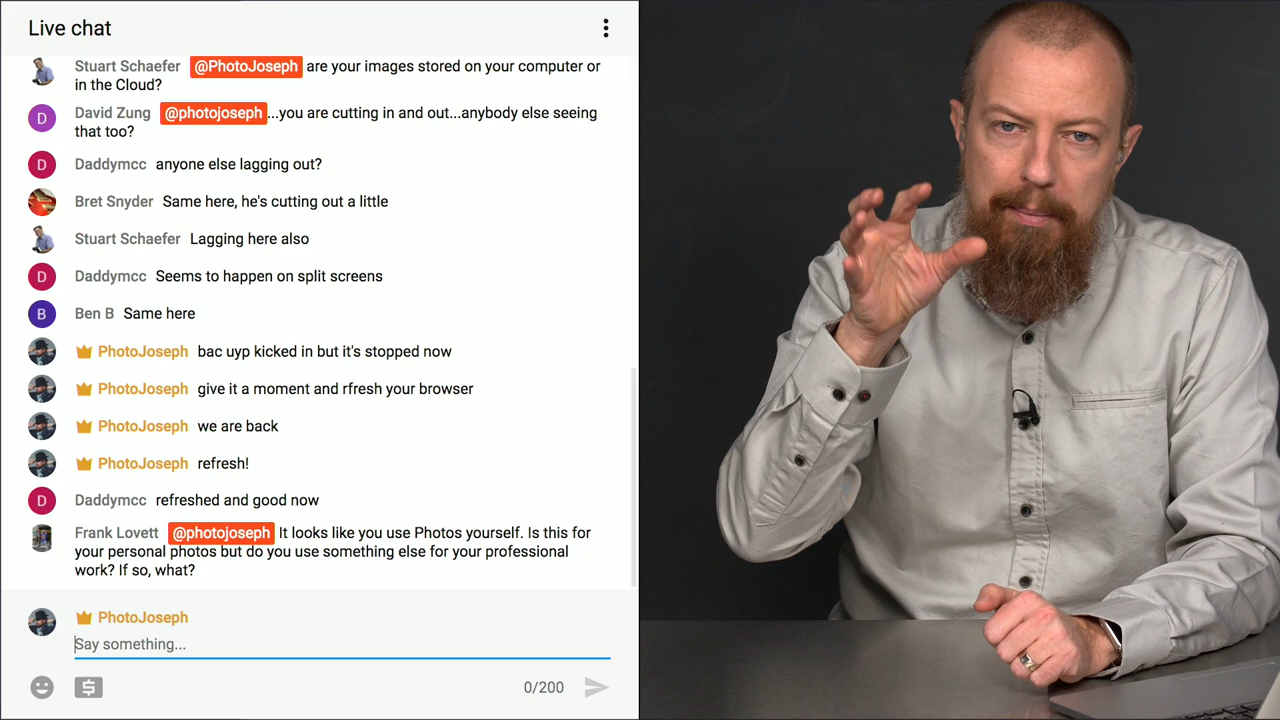 Live chat
Stuart Schaefer @PhotoJoseph are your images stored on your computer or
in the Cloud?
D David Zung @photojoseph...you are cutting in and out...anybody else seeing
that too?
D Daddymcc anyone else lagging out?
Bret Snyder Same here, he's cutting out a little
Stuart Schaefer Lagging here also
D Daddymcc Seems to happen on split screens
B Ben B Same here
PhotoJoseph bac uyp kicked in but it's stopped now
PhotoJoseph give it a moment and rfresh your browser
PhotoJoseph we are back
PhotoJoseph refresh!
D Daddymcc refreshed and good now
Frank Lovett @photojoseph It looks like you use Photos yourself. Is this for
your personal photos but do you use something else for your professional
work? If so, what?
PhotoJoseph
Say something...
$ 0/200